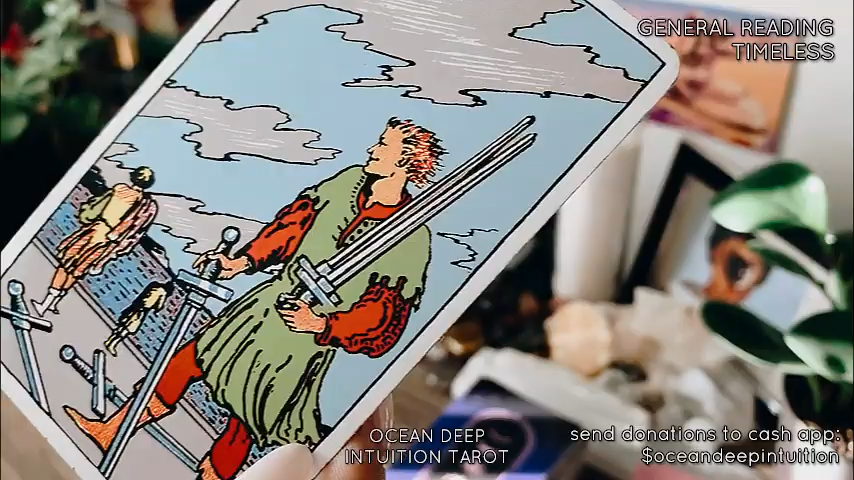 GENERAL READING
TIMELESS
OCEAN DEEP
INTUITION TAROT
send donations to cash app:
$oceandeepintuition